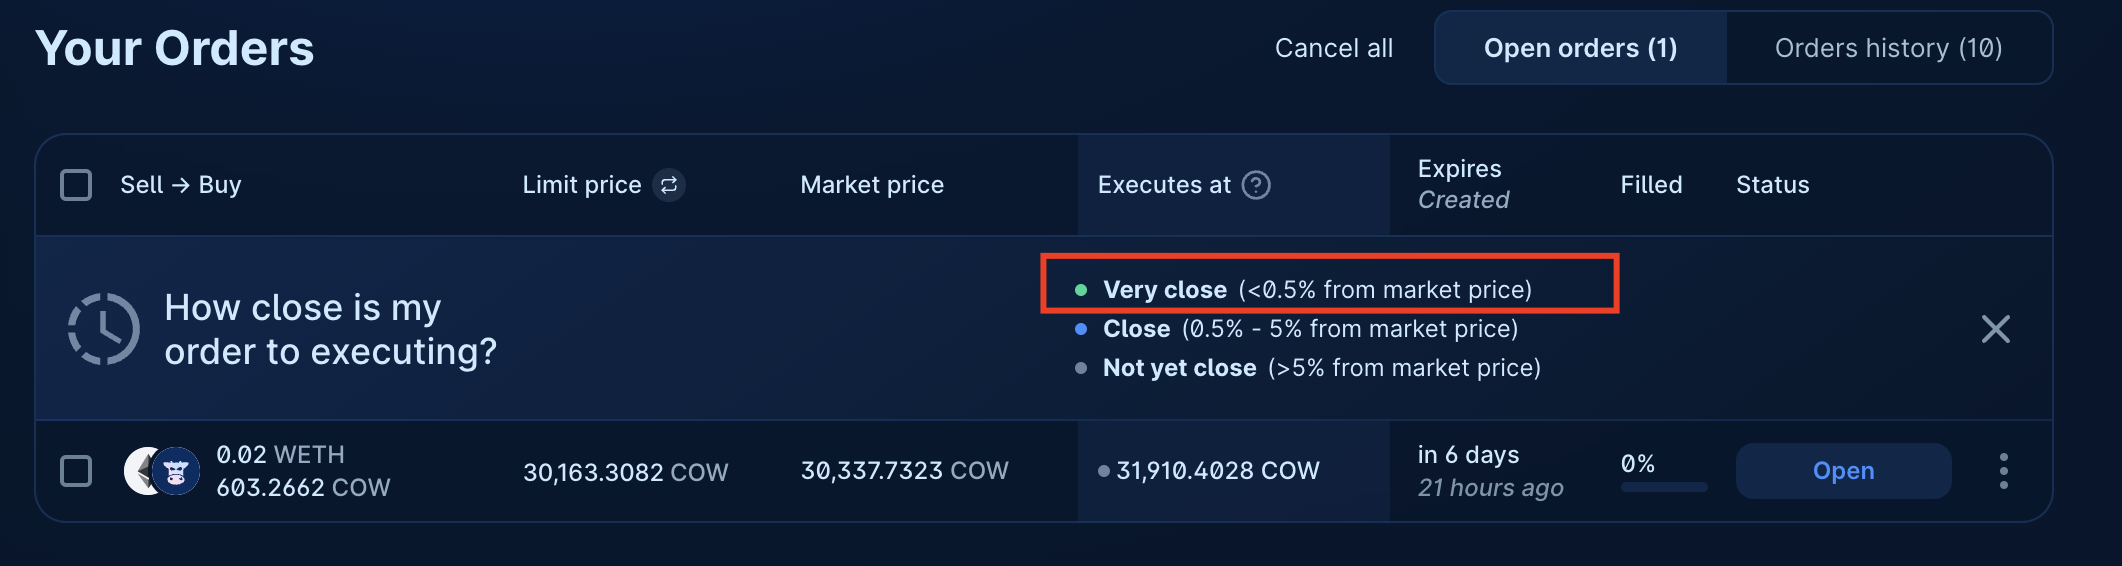 Your Orders
Cancel all
Open orders (1)
Orders history (10)
Sell → Buy
Limit price
Market price
Executes at ?
Expires
Created
Filled
Status
How close is my
order to executing?
Very close (<0.5% from market price)
Close (0.5% - 5% from market price)
Not yet close (>5% from market price)
0.02 WETH
603.2662 COW
30,163.3082 COW
30,337.7323 COW
31,910.4028 COW
in 6 days
21 hours ago
0%
Open